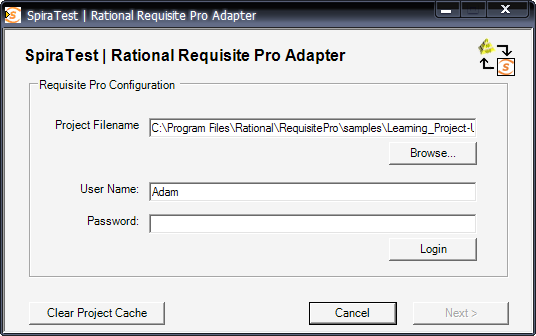 SpiraTest | Rational Requisite Pro Adapter
SpiraTest | Rational Requisite Pro Adapter
Requisite Pro Configuration
Project Filename C:\Program Files\Rational\RequisitePro\samples\Learning_Project-U
Browse...
User Name: Adam
Password:
Login
Clear Project Cache Cancel Next >